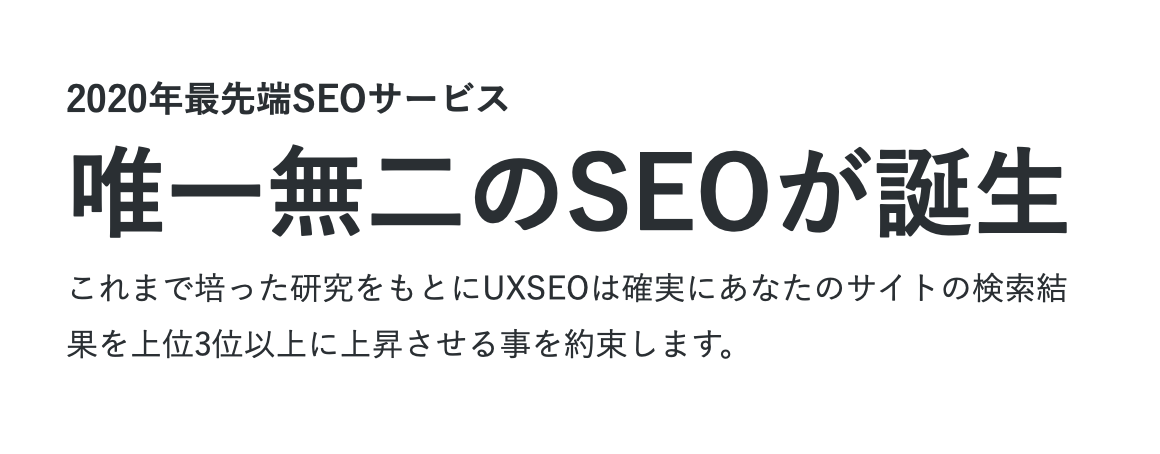 2020年最先端SEOサービス
唯一無二のSEOが誕生
これまで培った研究をもとにUXSEOは確実にあなたのサイトの検索結
果を上位3位以上に上昇させる事を約束します。